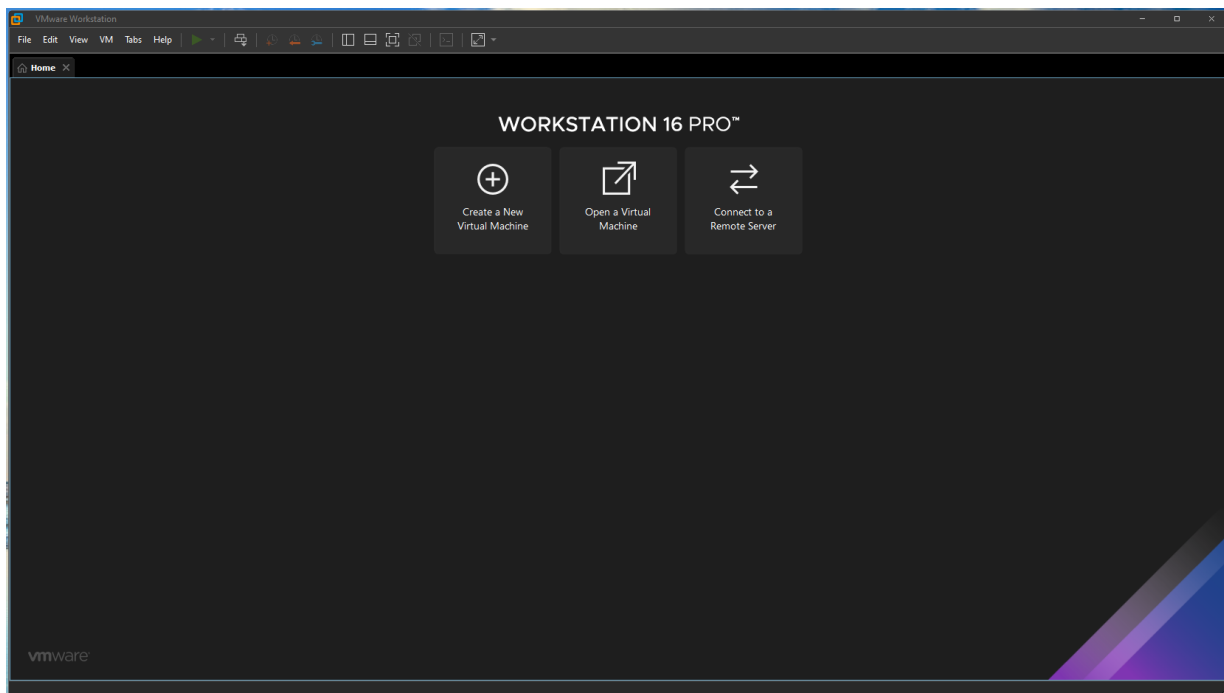 VMware Workstation
File Edit View VM Tabs Help
Home
WORKSTATION 16 PRO™
Create a New
Virtual Machine
Open a Virtual
Machine
Connect to a
Remote Server
vmware